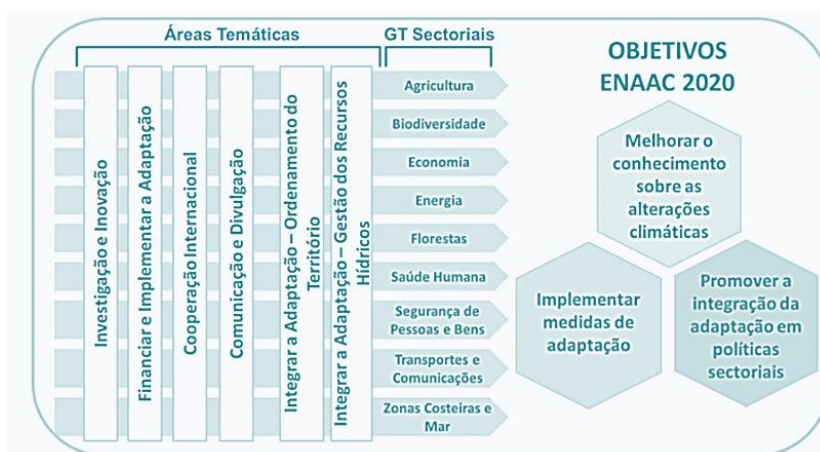 Áreas Temáticas
GT Sectoriais
Investigação e Inovação
Financiar e Implementar a Adaptação
Cooperação Internacional
Comunicação e Divulgação
Integrar a Adaptação – Ordenamento do
Território
Integrar a Adaptação – Gestão dos Recursos
Hídricos
Agricultura
Biodiversidade
Economia
Energia
Florestas
Saúde Humana
Segurança de
Pessoas e Bens
Transportes e
Comunicações
Zonas Costeiras e
Mar
OBJETIVOS
ENAAC 2020
Melhorar o
conhecimento
sobre as
alterações
climáticas
Implementar
medidas de
adaptação
Promover a
integração da
adaptação em
políticas
sectoriais